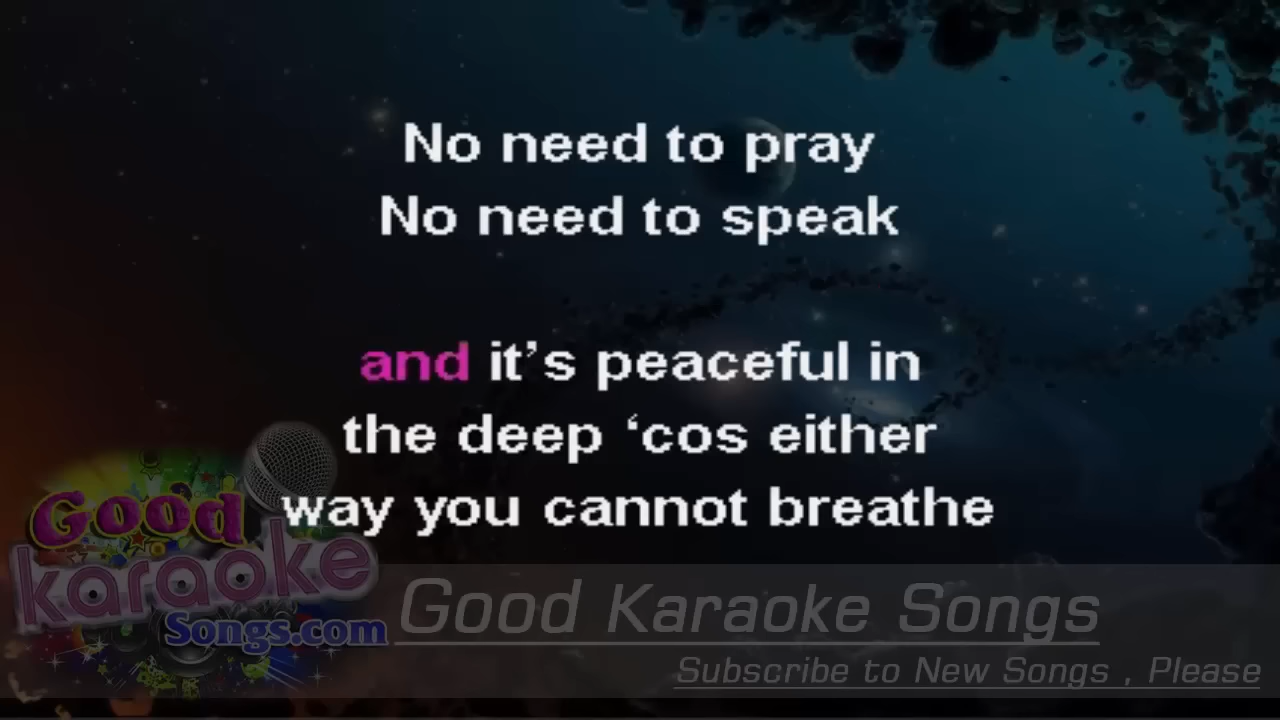 No need to pray
No need to speak
and it's peaceful in
the deep ‘cos either
way you cannot breathe
Good
karaoke
Songs.com
Good Karaoke Songs
Subscribe to New Songs , Please